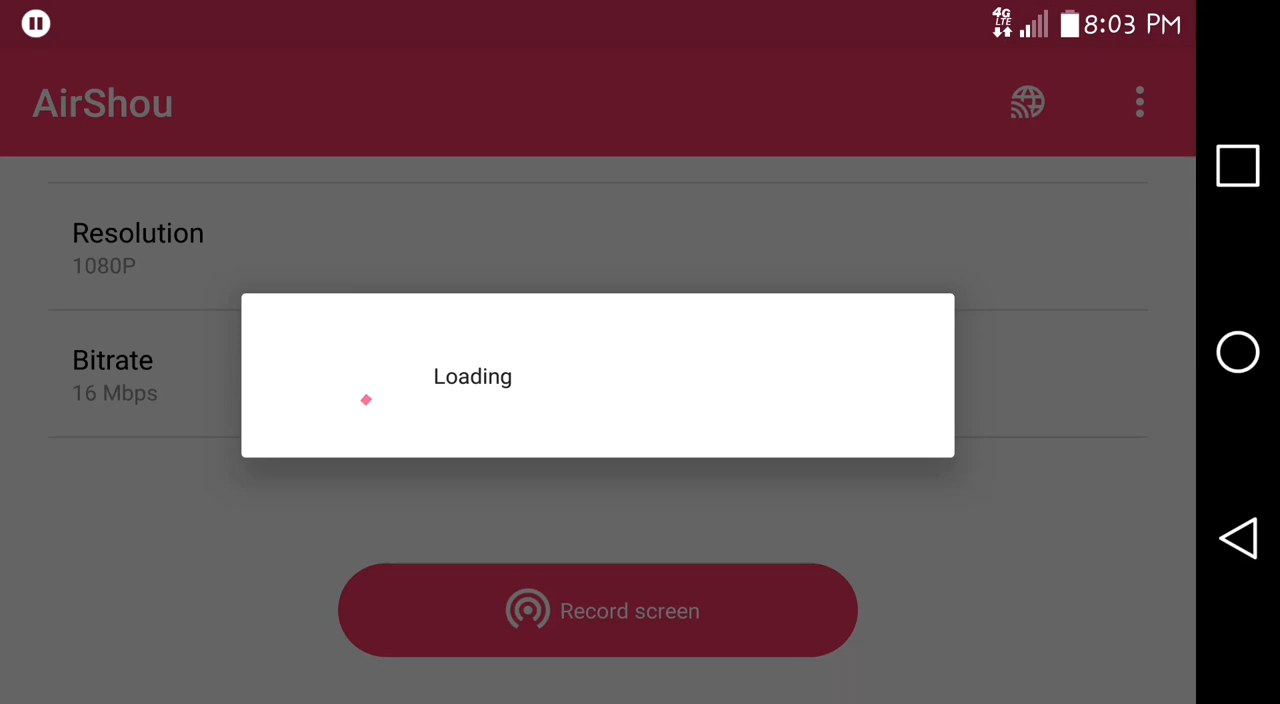 4G
LTE
8:03 PM
AirShou
Resolution
1080P
Bitrate
16 Mbps
Loading
Record screen